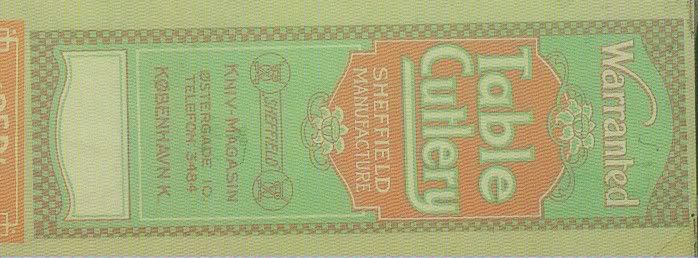 Warranted
Table
Cutlery
SHEFFIELD
MANUFACTURE
SHEFFIELD
KNIV MAGASIN
ØSTERGADE. 10.
TELEFON. 3484
KØBENHAVN K.